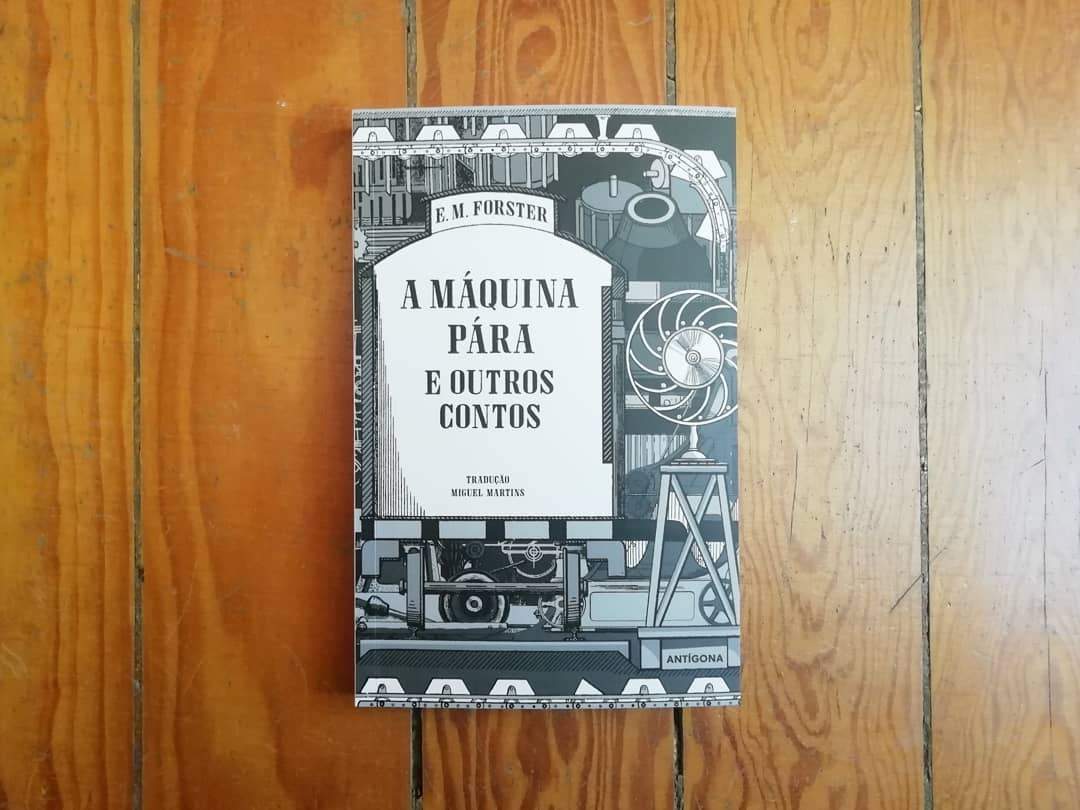 E. M. FORSTER
A MÁQUINA
PÁRA
E OUTROS
CONTOS
TRADUÇÃO
MIGUEL MARTINS
ANTÍGONA